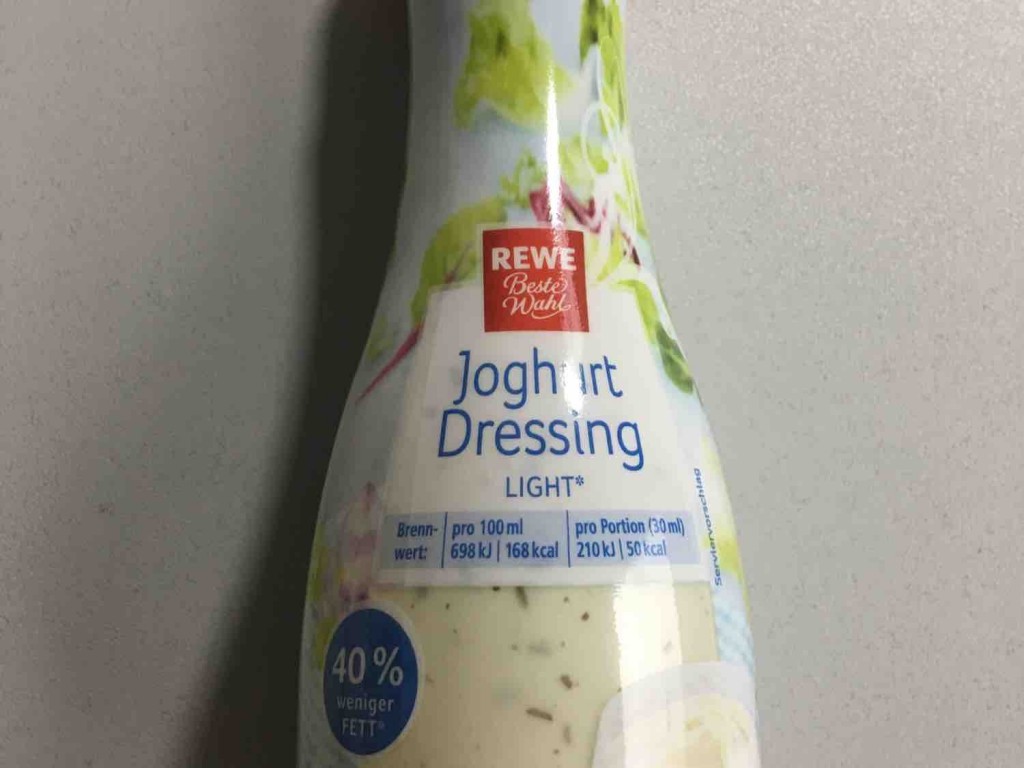 REWE
Beste
Wahl
Joghurt
Dressing
LIGHT*
Brenn- pro 100 ml pro Portion (30 ml)
wert: 698 kJ | 168 kcal 210 kJ | 50 kcal
Serviervorschlag
40 %
weniger
FETT*